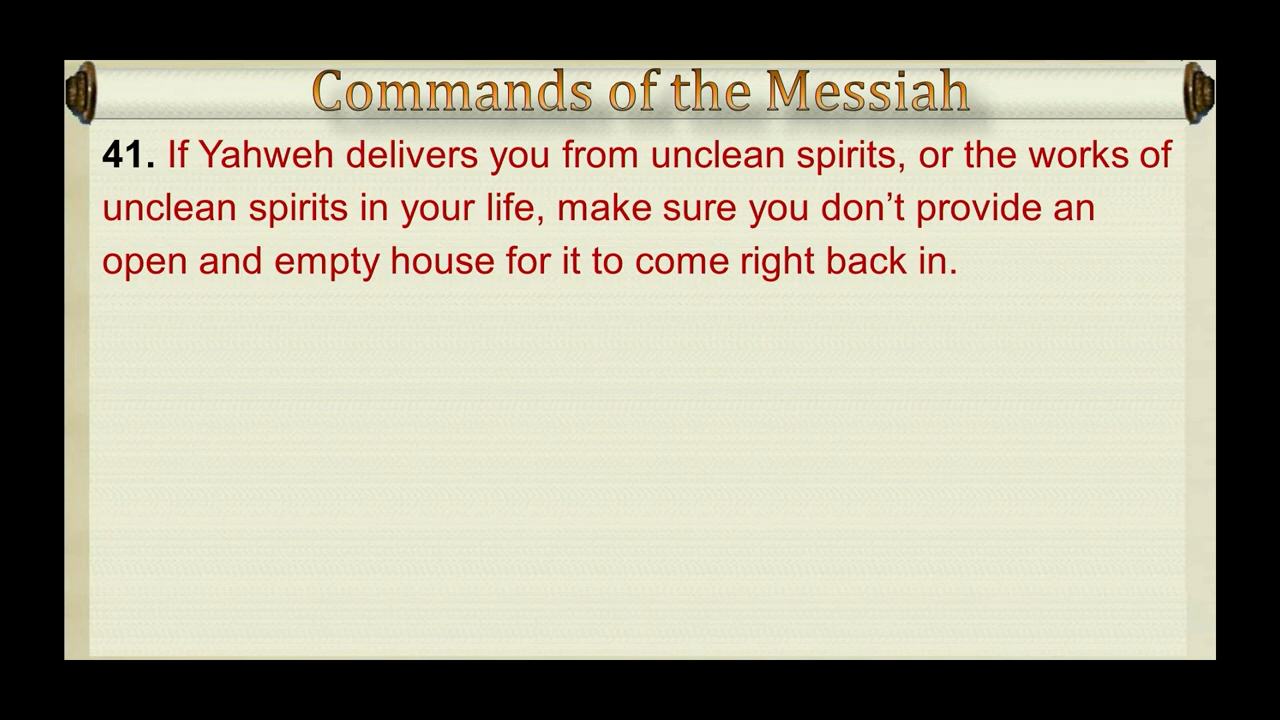 Commands of the Messiah
41. If Yahweh delivers you from unclean spirits, or the works of
unclean spirits in your life, make sure you don’t provide an
open and empty house for it to come right back in.